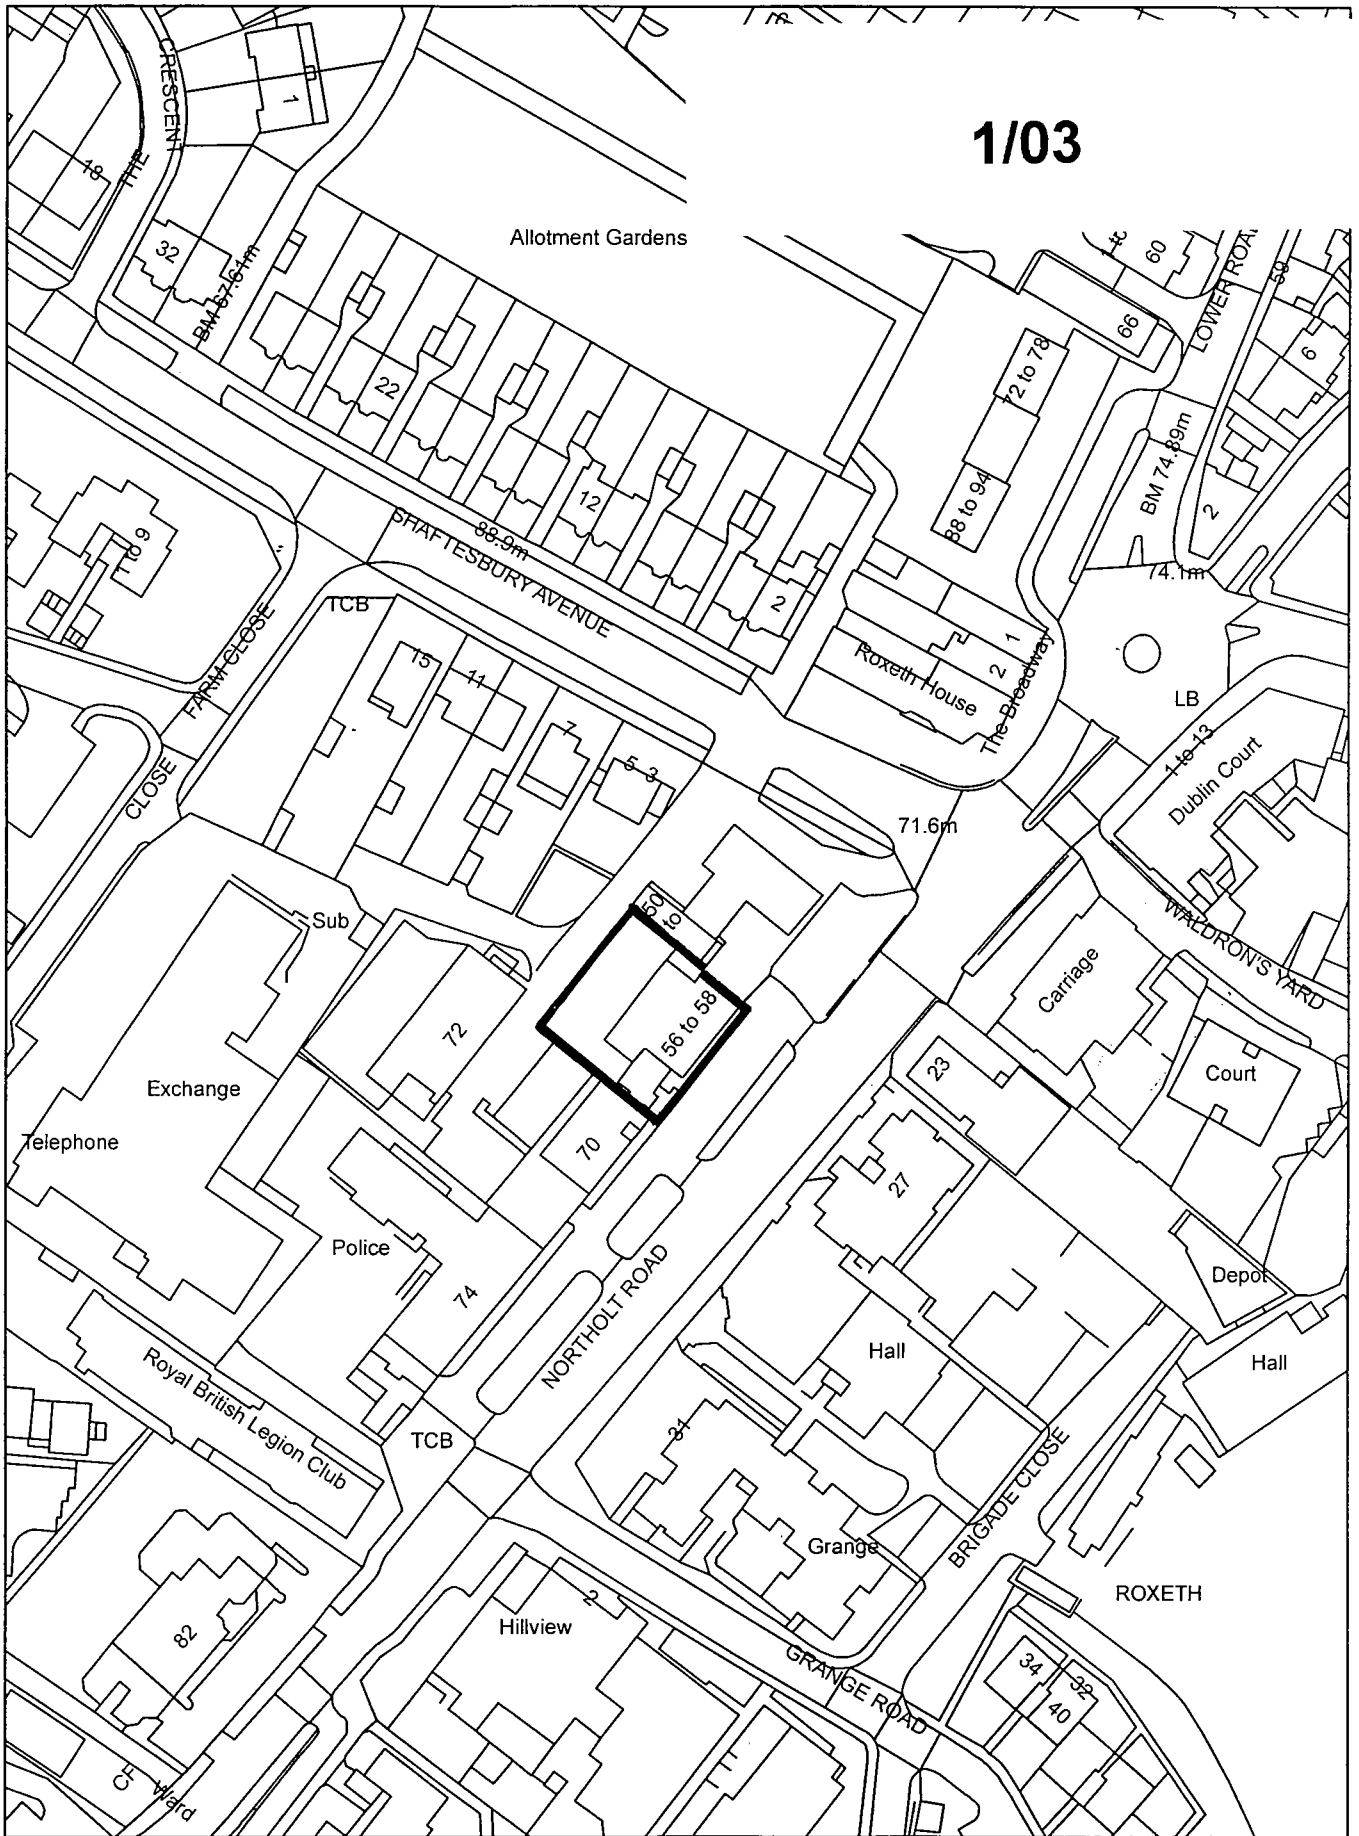 1/03
THE CRESCENT
1
18
32
BM 67.61m
Allotment Gardens
1 to
60
LOWER ROAD
59
66
6
72 to 78
22
88 to 94
BM 74.89m
2
12
1 to 9
SHAFTESBURY AVENUE
88.9m
74.1m
TCB
2
FARM CLOSE
15
11
7
5
3
Roxeth House
1
2
The Broadway
LB
1 to 13
Dublin Court
CLOSE
71.6m
50
to
Sub
WALDRON'S YARD
Carriage
72
56 to 58
23
Court
Exchange
Telephone
70
27
Police
74
NORTHOLT ROAD
Depot
Hall
Hall
Royal British Legion Club
TCB
31
BRIGADE CLOSE
Grange
ROXETH
82
Hillview
2
GRANGE ROAD
34
32
40
CF
Ward